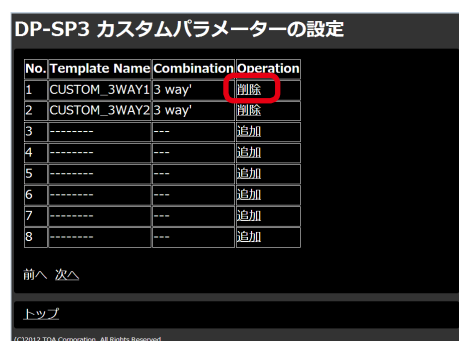 DP-SP3 カスタムパラメーターの設定
No. Template Name Combination Operation
1 CUSTOM_3WAY1 3 way' 削除
2 CUSTOM_3WAY2 3 way' 削除
3 -------- --- 追加
4 -------- --- 追加
5 -------- --- 追加
6 -------- --- 追加
7 -------- --- 追加
8 -------- --- 追加
前へ 次へ
トップ
(C)2012 TOA Corporation. All Rights Reserved